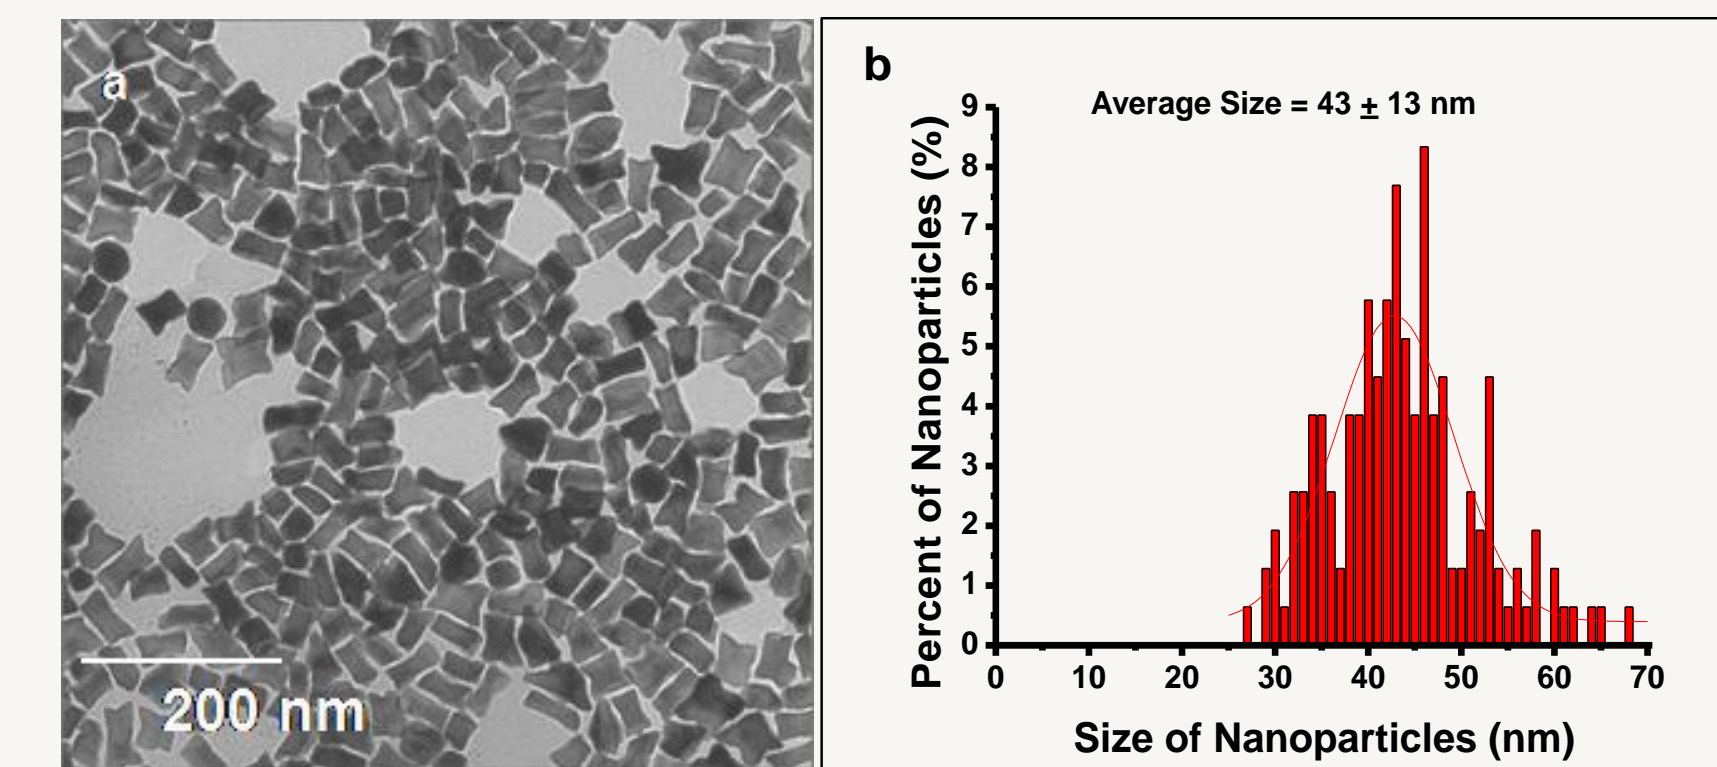 a
200 nm
b
Average Size = 43 ± 13 nm
Percent of Nanoparticles (%)
9
8
7
6
5
4
3
2
1
0
0 10 20 30 40 50 60 70
Size of Nanoparticles (nm)